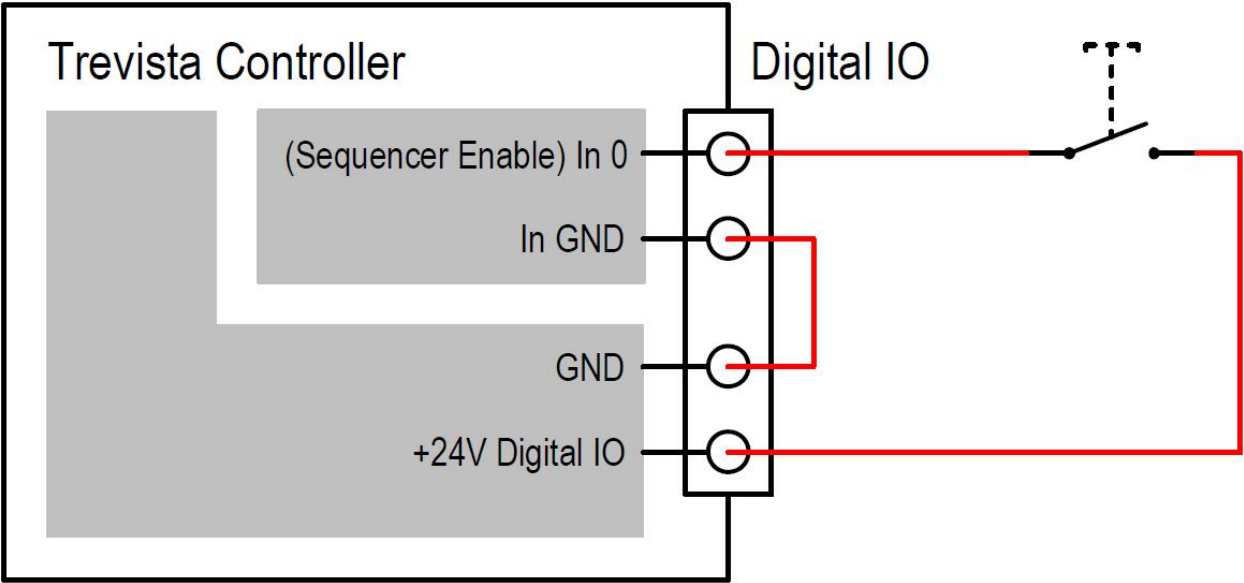 Trevista Controller
Digital IO
(Sequencer Enable) In 0
In GND
GND
+24V Digital IO